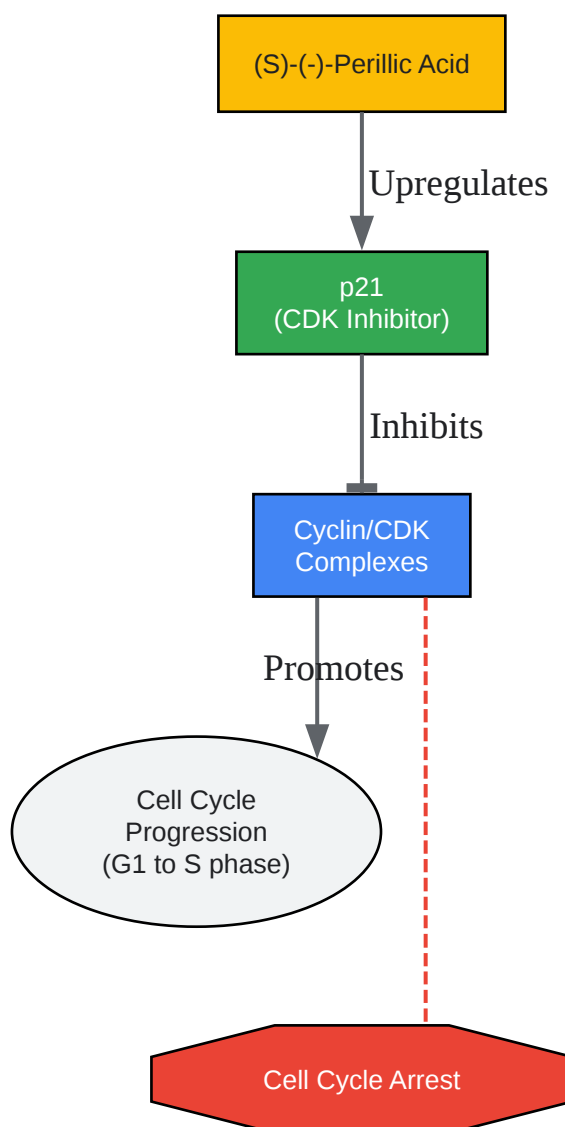 (S)-(-)-Perillic Acid
Upregulates
p21
(CDK Inhibitor)
Inhibits
Cyclin/CDK
Complexes
Promotes
Cell Cycle
Progression
(G1 to S phase)
Cell Cycle Arrest